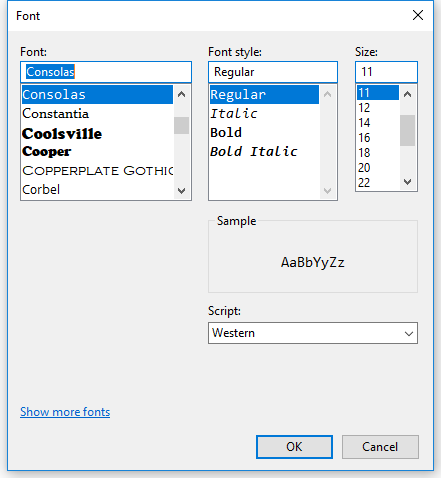 Font
Font:
Consolas
Consolas
Constantia
Coolsville
Cooper
COPPERPLATE GOTHIC
Corbel
Font style:
Regular
Regular
Italic
Bold
Bold Italic
Size:
11
11
12
14
16
18
20
22
Sample
AaBbYyZz
Script:
Western
Show more fonts
OK
Cancel